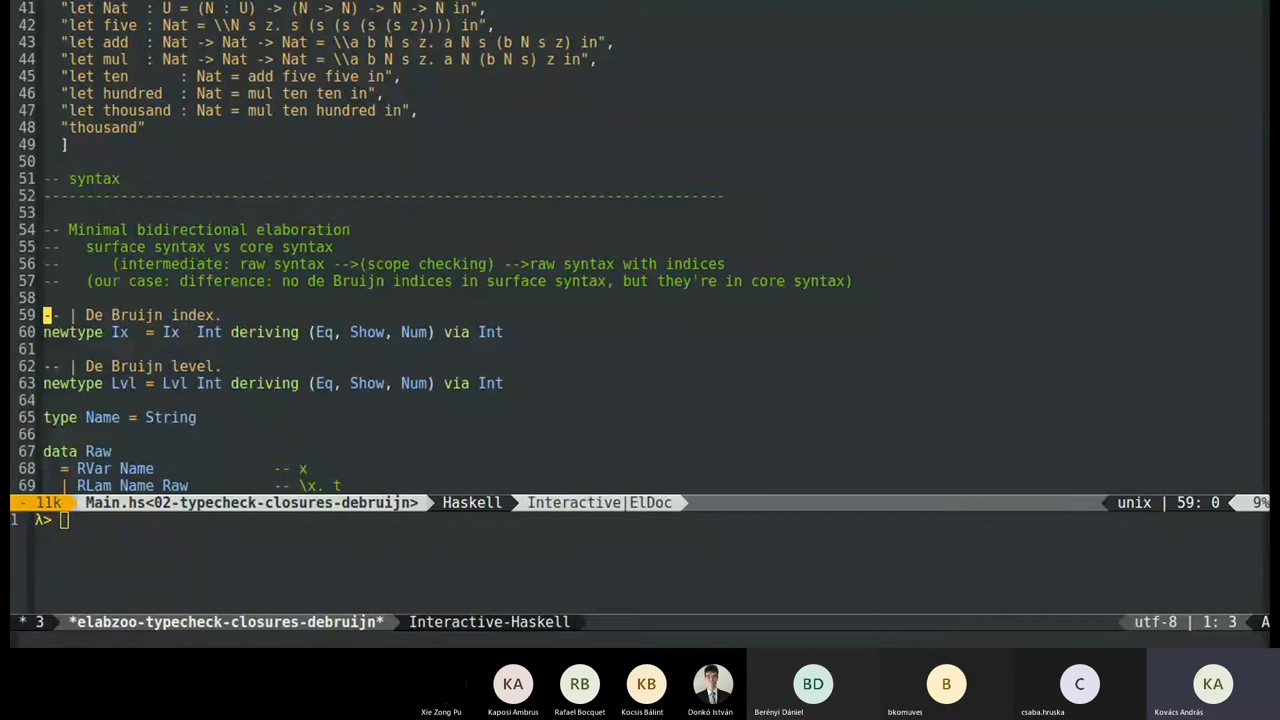 41   "let Nat  : U = (N : U) -> (N -> N) -> N -> N in",
42   "let five : Nat = \\N s z. s (s (s (s (s z)))) in",
43   "let add  : Nat -> Nat -> Nat = \\a b N s z. a N s (b N s z) in",
44   "let mul  : Nat -> Nat -> Nat = \\a b N s z. a N (b N s) z in",
45   "let ten      : Nat = add five five in",
46   "let hundred  : Nat = mul ten ten in",
47   "let thousand : Nat = mul ten hundred in",
48   "thousand"
49   ]
50
51 -- syntax
52 --------------------------------------------------------------------------------
53
54 -- Minimal bidirectional elaboration
55 --   surface syntax vs core syntax
56 --      (intermediate: raw syntax -->(scope checking) -->raw syntax with indices
57 --   (our case: difference: no de Bruijn indices in surface syntax, but they're in core syntax)
58
59 -- | De Bruijn index.
60 newtype Ix  = Ix  Int deriving (Eq, Show, Num) via Int
61
62 -- | De Bruijn level.
63 newtype Lvl = Lvl Int deriving (Eq, Show, Num) via Int
64
65 type Name = String
66
67 data Raw
68   = RVar Name              -- x
69   | RLam Name Raw          -- \x. t
- 11k Main.hs<02-typecheck-closures-debruijn> Haskell Interactive|ElDoc unix | 59: 0 9%
1 λ>
* 3 *elabzoo-typecheck-closures-debruijn* Interactive-Haskell utf-8 | 1: 3 A
KA RB KB BD B C KA
Xie Zong Pu Kaposi Ambrus Rafael Bocquet Kocsis Bálint Donkó István Berényi Dániel bkomuves csaba.hruska Kovács András